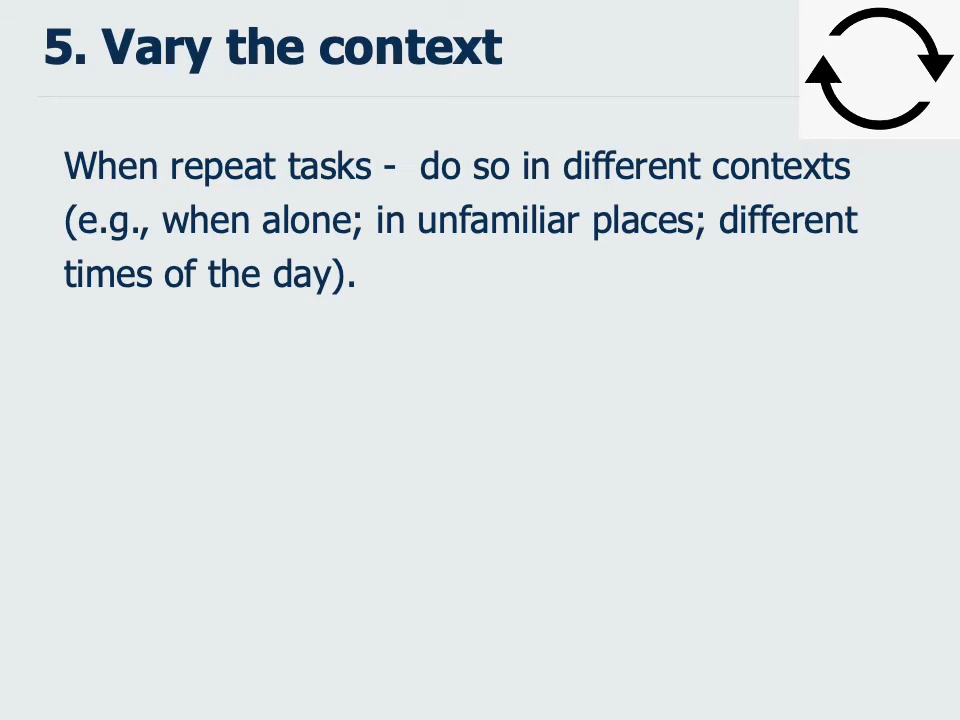 5. Vary the context
When repeat tasks -  do so in different contexts
(e.g., when alone; in unfamiliar places; different
times of the day).